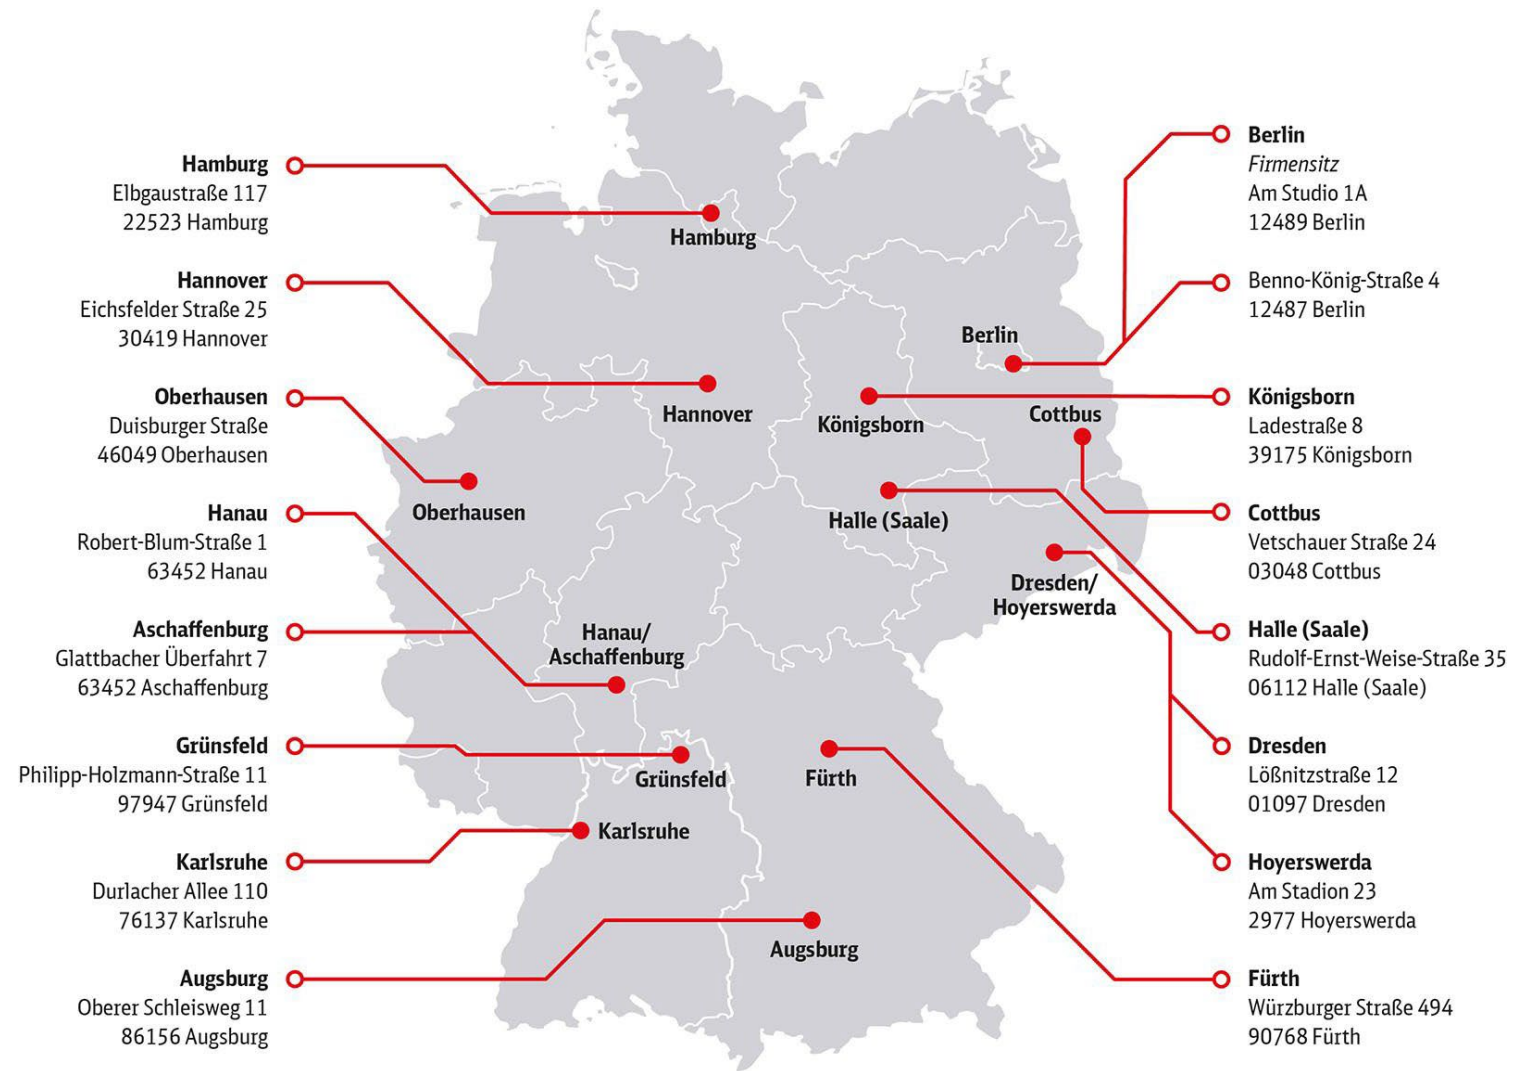 Hamburg
Elbgaustraße 117
22523 Hamburg
Hannover
Eichsfelder Straße 25
30419 Hannover
Oberhausen
Duisburger Straße
46049 Oberhausen
Hanau
Robert-Blum-Straße 1
63452 Hanau
Aschaffenburg
Glattbacher Überfahrt 7
63452 Aschaffenburg
Grünsfeld
Philipp-Holzmann-Straße 11
97947 Grünsfeld
Karlsruhe
Durlacher Allee 110
76137 Karlsruhe
Augsburg
Oberer Schleisweg 11
86156 Augsburg
Hamburg
Berlin
Hannover
Königsborn
Cottbus
Oberhausen
Halle (Saale)
Dresden/
Hoyerswerda
Hanau/
Aschaffenburg
Grünsfeld
Fürth
Karlsruhe
Augsburg
Berlin
Firmensitz
Am Studio 1A
12489 Berlin
Benno-König-Straße 4
12487 Berlin
Königsborn
Ladestraße 8
39175 Königsborn
Cottbus
Vetschauer Straße 24
03048 Cottbus
Halle (Saale)
Rudolf-Ernst-Weise-Straße 35
06112 Halle (Saale)
Dresden
Lößnitzstraße 12
01097 Dresden
Hoyerswerda
Am Stadion 23
2977 Hoyerswerda
Fürth
Würzburger Straße 494
90768 Fürth